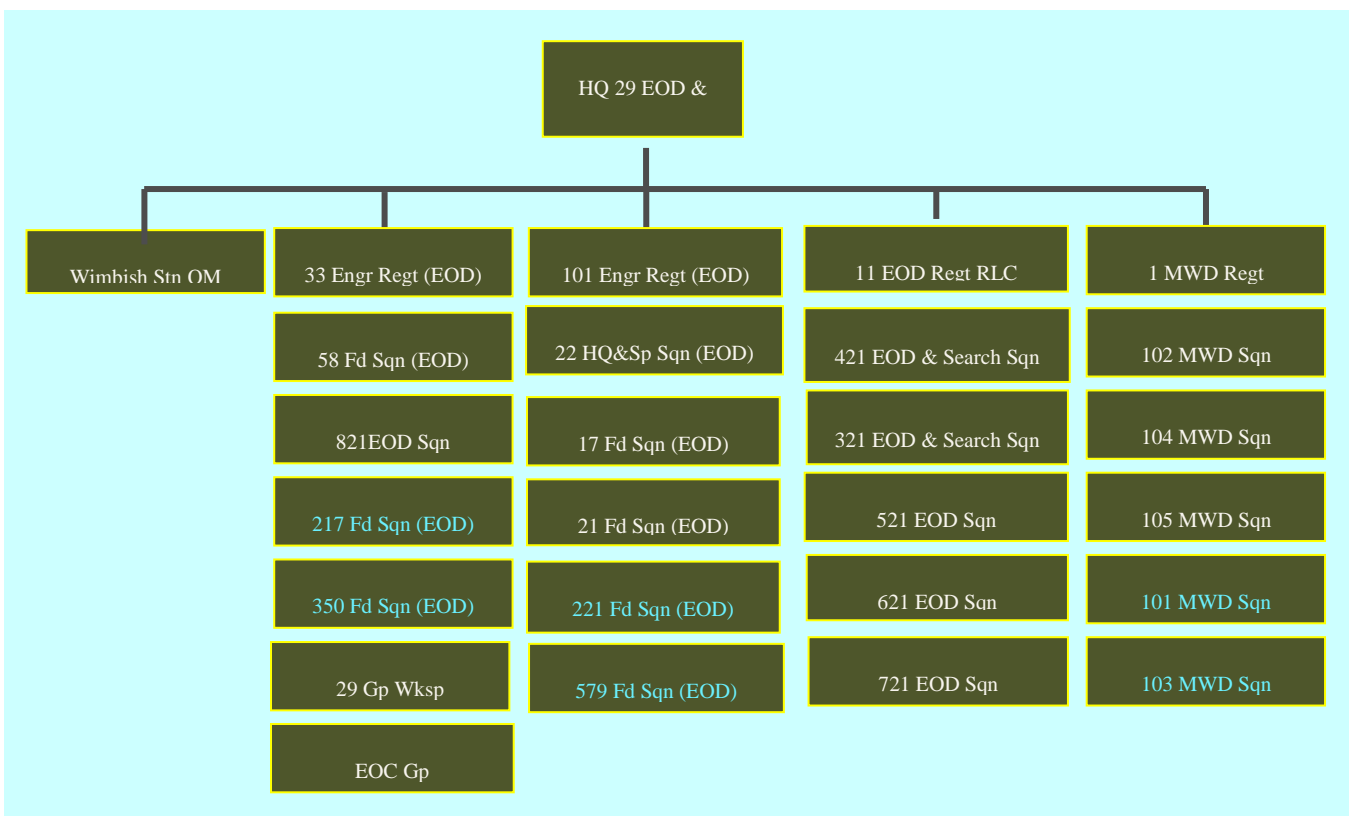 HQ 29 EOD &
Wimbish Stn OM
33 Engr Regt (EOD)
58 Fd Sqn (EOD)
821EOD Sqn
217 Fd Sqn (EOD)
350 Fd Sqn (EOD)
29 Gp Wksp
EOC Gp
101 Engr Regt (EOD)
22 HQ&Sp Sqn (EOD)
17 Fd Sqn (EOD)
21 Fd Sqn (EOD)
221 Fd Sqn (EOD)
579 Fd Sqn (EOD)
11 EOD Regt RLC
421 EOD & Search Sqn
321 EOD & Search Sqn
521 EOD Sqn
621 EOD Sqn
721 EOD Sqn
1 MWD Regt
102 MWD Sqn
104 MWD Sqn
105 MWD Sqn
101 MWD Sqn
103 MWD Sqn